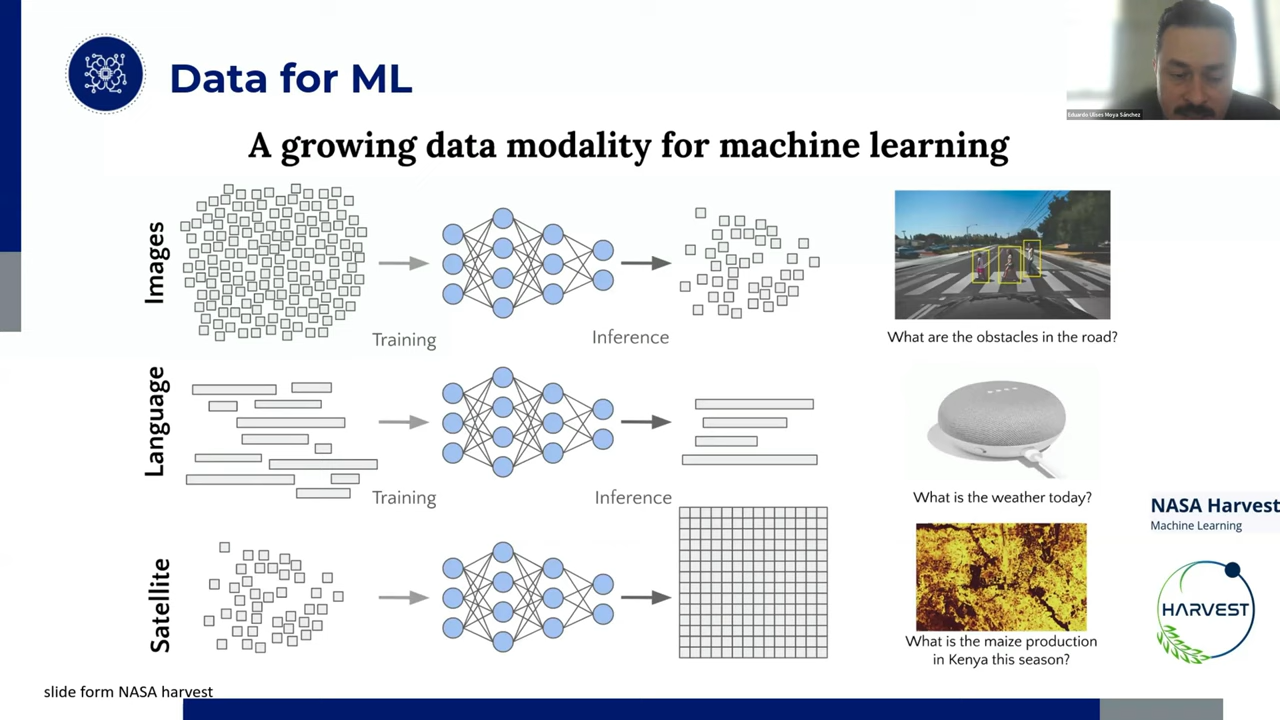 Data for ML
Eduardo Ulises Moya Sánchez
A growing data modality for machine learning
Images
Training
Inference
What are the obstacles in the road?
Language
Training
Inference
What is the weather today?
NASA Harvest
Machine Learning
HARVEST
Satellite
What is the maize production
in Kenya this season?
slide form NASA harvest